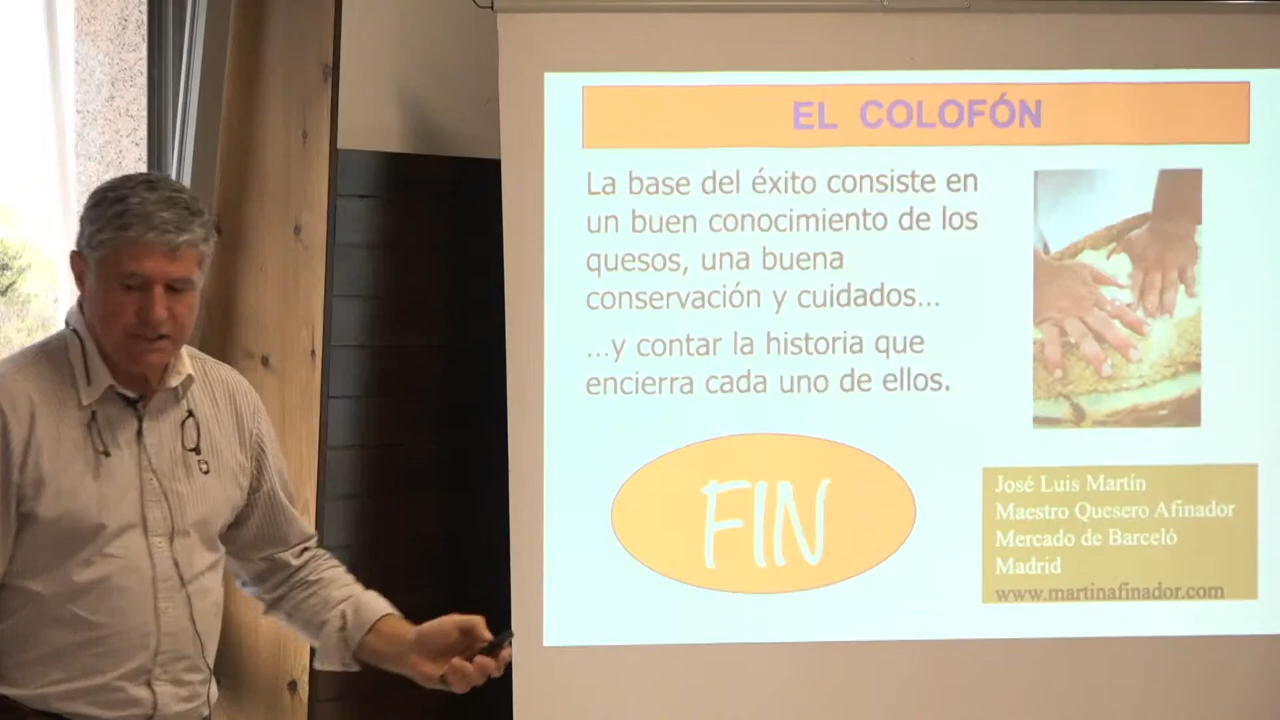 EL COLOFÓN
La base del éxito consiste en
un buen conocimiento de los
quesos, una buena
conservación y cuidados...
...y contar la historia que
encierra cada uno de ellos.
FIN
José Luis Martín
Maestro Quesero Afinador
Mercado de Barceló
Madrid
www.martinafinador.com